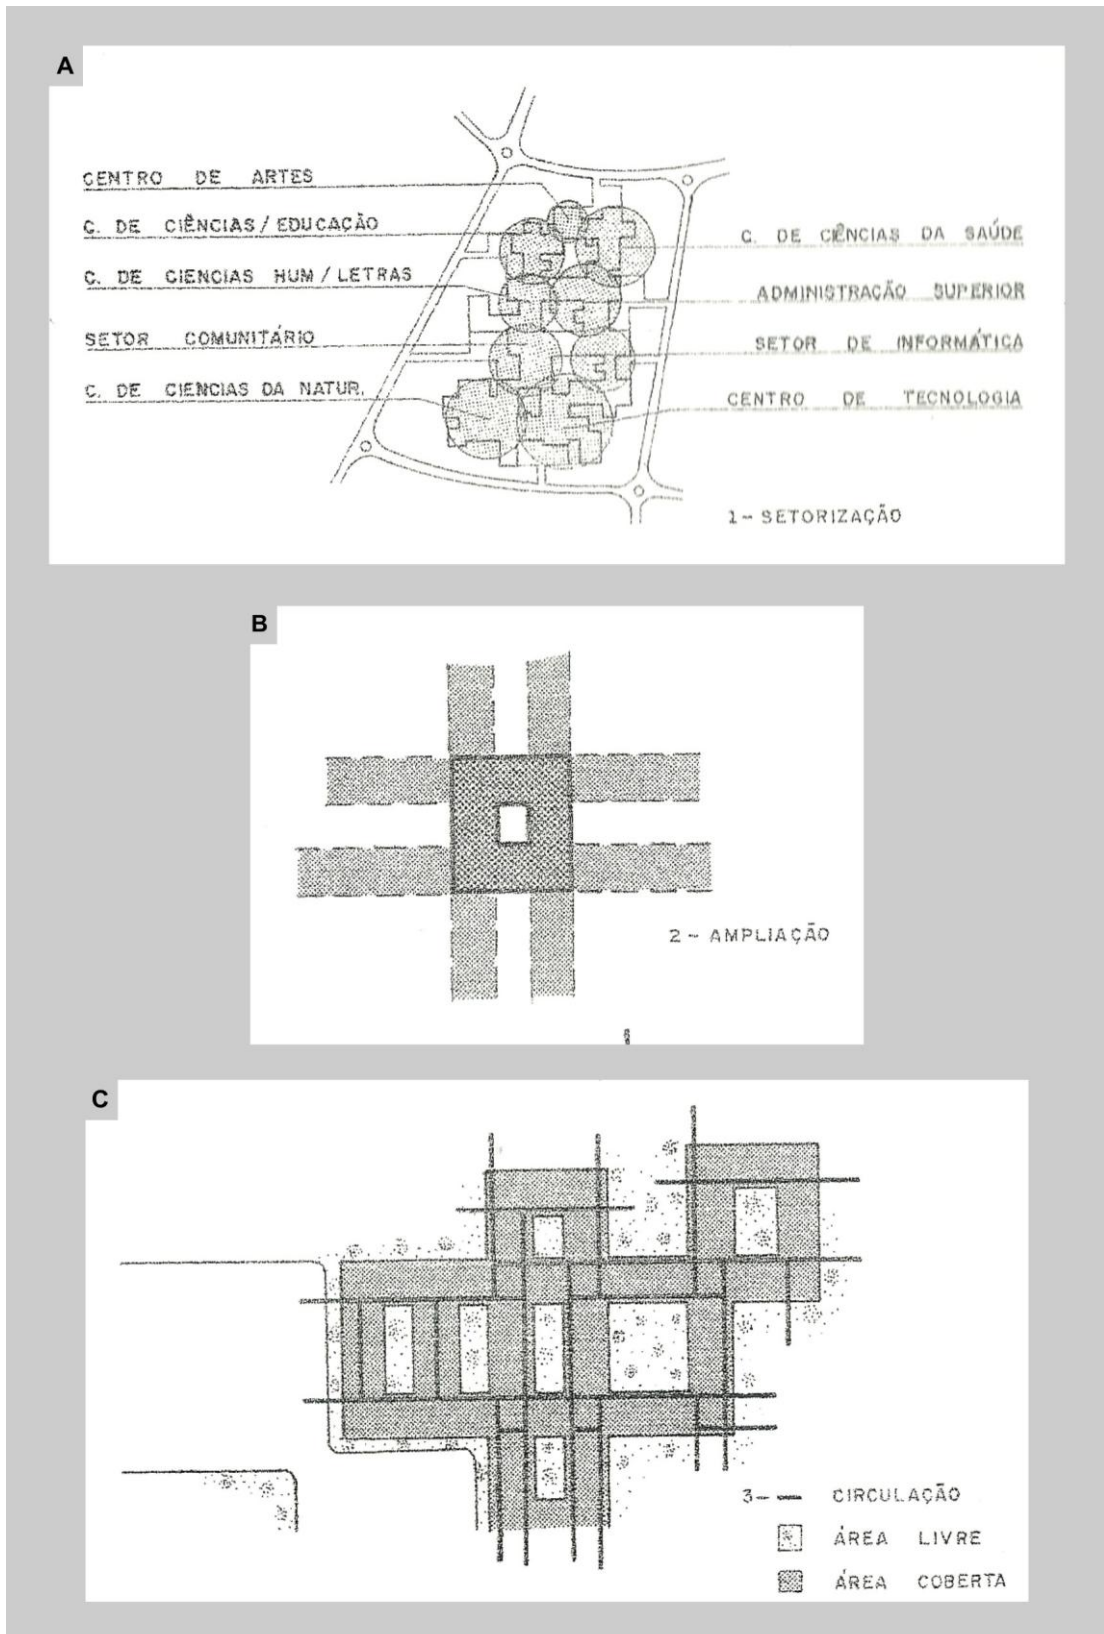 A
CENTRO DE ARTES
C. DE CIÊNCIAS / EDUCAÇÃO
C. DE CIENCIAS HUM / LETRAS
SETOR COMUNITÁRIO
C. DE CIENCIAS DA NATUR.
C. DE CIÊNCIAS DA SAÚDE
ADMINISTRAÇÃO SUPERIOR
SETOR DE INFORMÁTICA
CENTRO DE TECNOLOGIA
1 - SETORIZAÇÃO
B
2 - AMPLIAÇÃO
C
3 - CIRCULAÇÃO
ÁREA LIVRE
ÁREA COBERTA